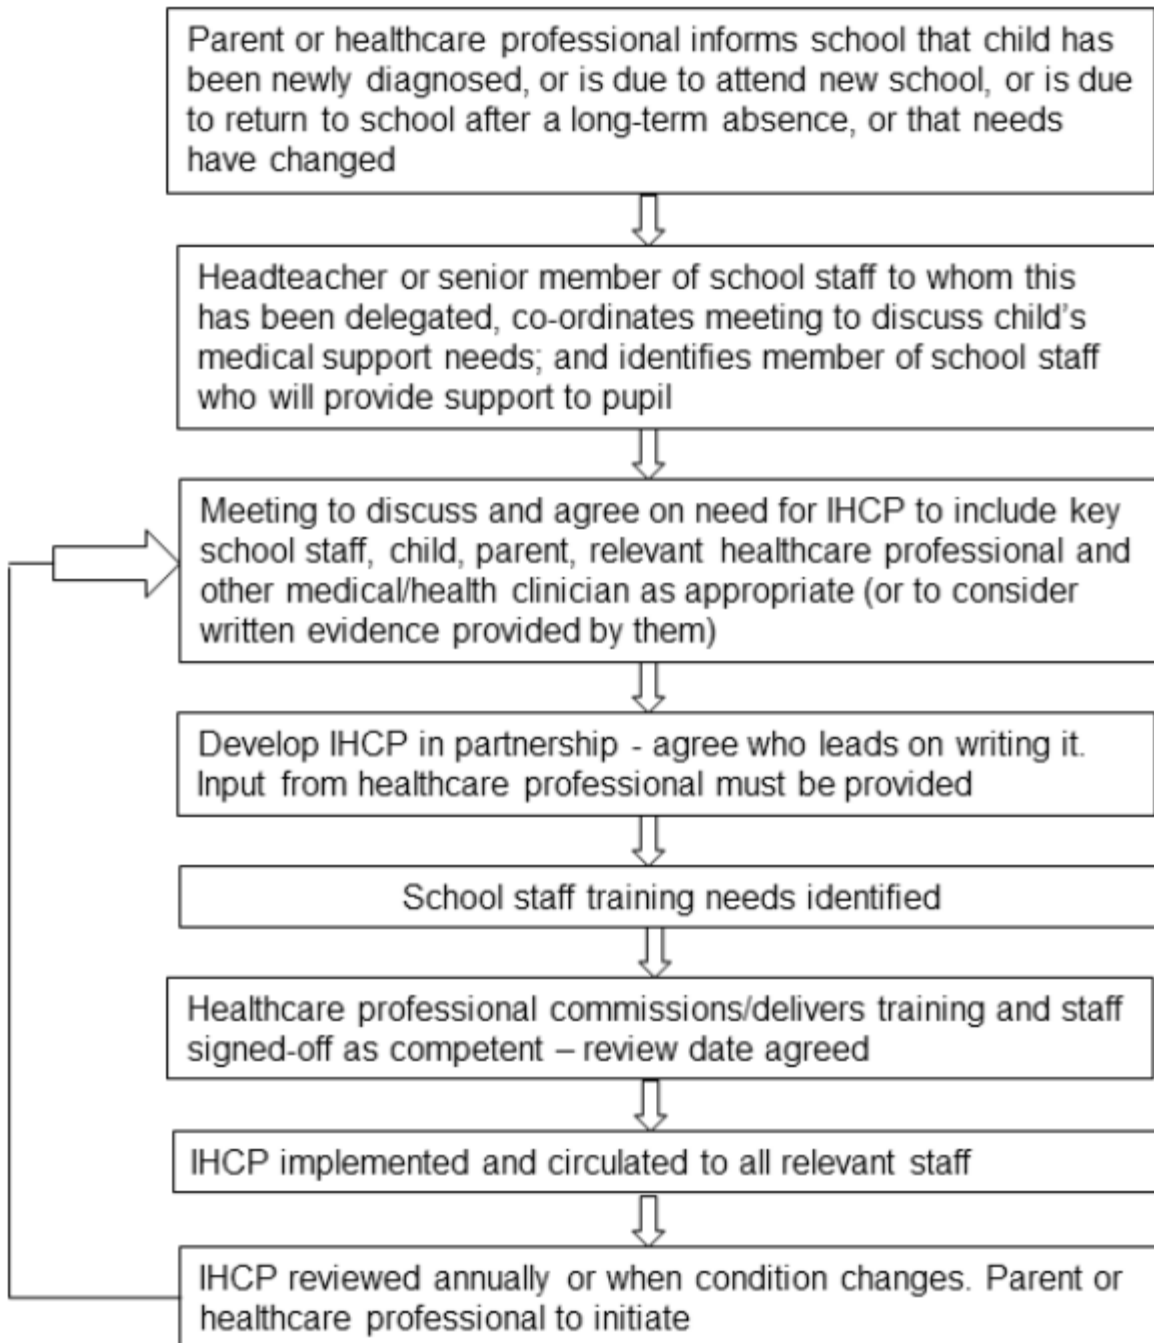 Parent or healthcare professional informs school that child has
been newly diagnosed, or is due to attend new school, or is due
to return to school after a long-term absence, or that needs
have changed
Headteacher or senior member of school staff to whom this
has been delegated, co-ordinates meeting to discuss child's
medical support needs; and identifies member of school staff
who will provide support to pupil
Meeting to discuss and agree on need for IHCP to include key
school staff, child, parent, relevant healthcare professional and
other medical/health clinician as appropriate (or to consider
written evidence provided by them)
Develop IHCP in partnership - agree who leads on writing it.
Input from healthcare professional must be provided
School staff training needs identified
Healthcare professional commissions/delivers training and staff
signed-off as competent – review date agreed
IHCP implemented and circulated to all relevant staff
IHCP reviewed annually or when condition changes. Parent or
healthcare professional to initiate